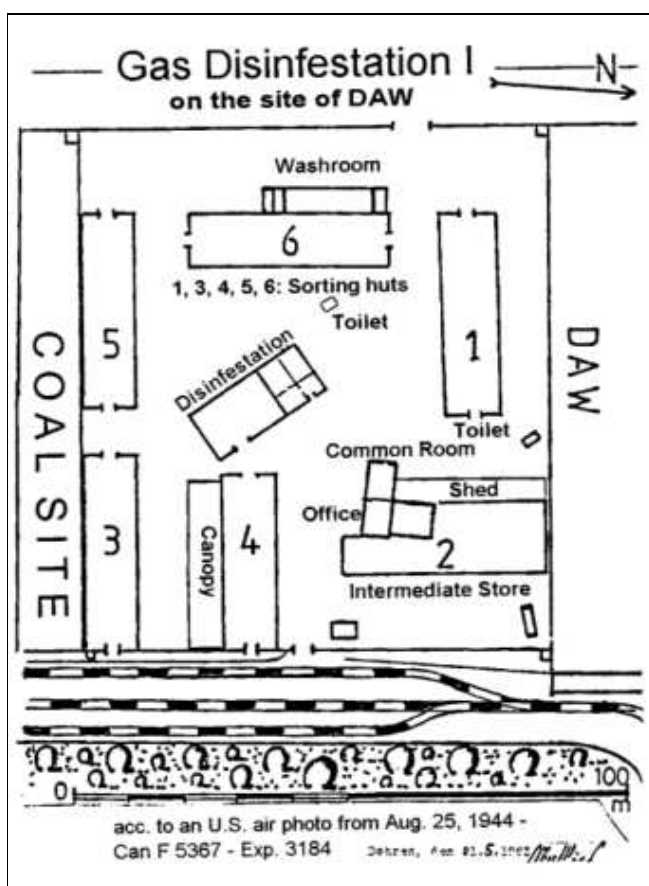 Gas Disinfestation I
on the site of DAW
N
Washroom
6
1, 3, 4, 5, 6: Sorting huts
Toilet
5
1
Disinfestation
COAL SITE
DAW
Toilet
Common Room
Shed
Office
3
Canopy
4
2
Intermediate Store
0
100
m
acc. to an U.S. air photo from Aug. 25, 1944 -
Can F 5367 - Exp. 3184